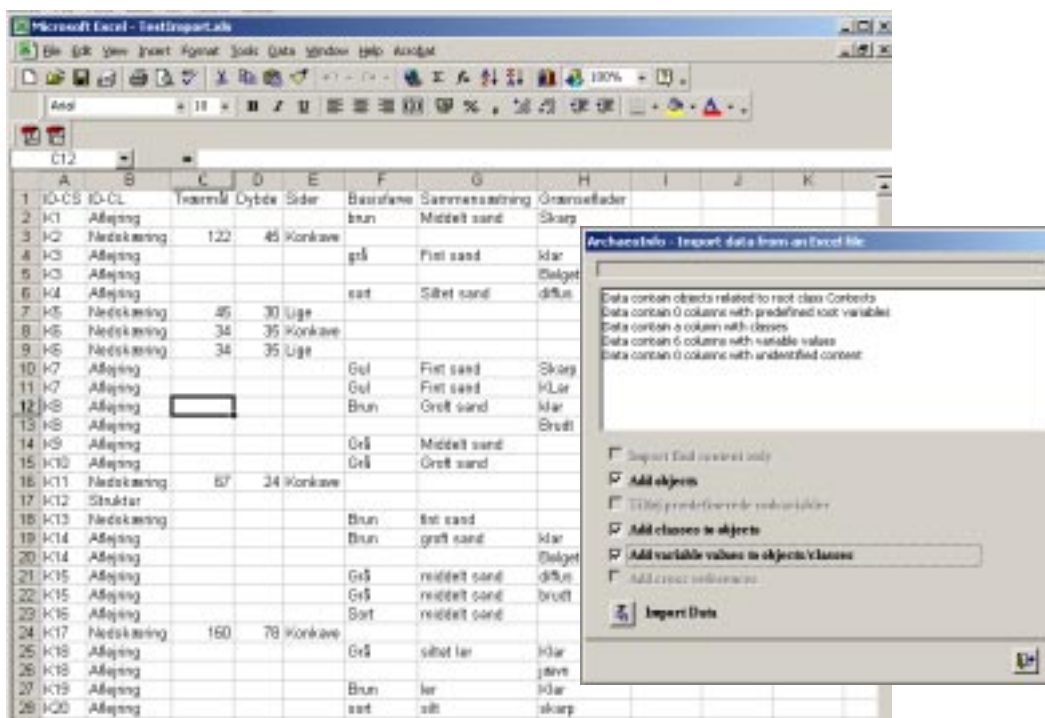 Microsoft Excel - TestImport.xls
File Edit View Insert Format Tools Data Window Help Acrobat
100%
Arial 10 B I U
C12 =
A B C D E F G H I J K
1 ID-CS ID-CL Tværmål Dybde Sider Basisfarve Sammensætning Grænseflader
2 K1 Aflejring brun Middelt sand Skarp
3 K2 Nedskæring 122 45 Konkave
4 K3 Aflejring grå Fint sand klar
5 K3 Aflejring Bølget
6 K4 Aflejring sort Siltet sand diffus
7 K5 Nedskæring 45 30 Lige
8 K6 Nedskæring 34 35 Konkave
9 K6 Nedskæring 34 35 Lige
10 K7 Aflejring Gul Fint sand Skarp
11 K7 Aflejring Gul Fint sand KLar
12 K8 Aflejring Brun Groft sand klar
13 K8 Aflejring Brudt
14 K9 Aflejring Grå Middelt sand
15 K10 Aflejring Grå Groft sand
16 K11 Nedskæring 67 24 Konkave
17 K12 Struktur
18 K13 Nedskæring Brun fint sand
19 K14 Aflejring Brun groft sand klar
20 K14 Aflejring Bølget
21 K15 Aflejring Grå middelt sand diffus
22 K15 Aflejring Grå middelt sand brudt
23 K16 Aflejring Sort middelt sand
24 K17 Nedskæring 160 78 Konkave
25 K18 Aflejring Grå siltet ler Klar
26 K18 Aflejring jævn
27 K19 Aflejring Brun ler Klar
28 K20 Aflejring sort silt skarp
ArchaeoInfo - Import data from an Excel file
Data contain objects related to root class Contexts
Data contain 0 columns with predefined root variables
Data contain a column with classes
Data contain 6 columns with variable values
Data contain 0 columns with unidentified content
Import find content only
Add objects
Tilføj prædefinerede rodvariabler
Add classes to objects
Add variable values to objects/classes
Add cross references
Import Data